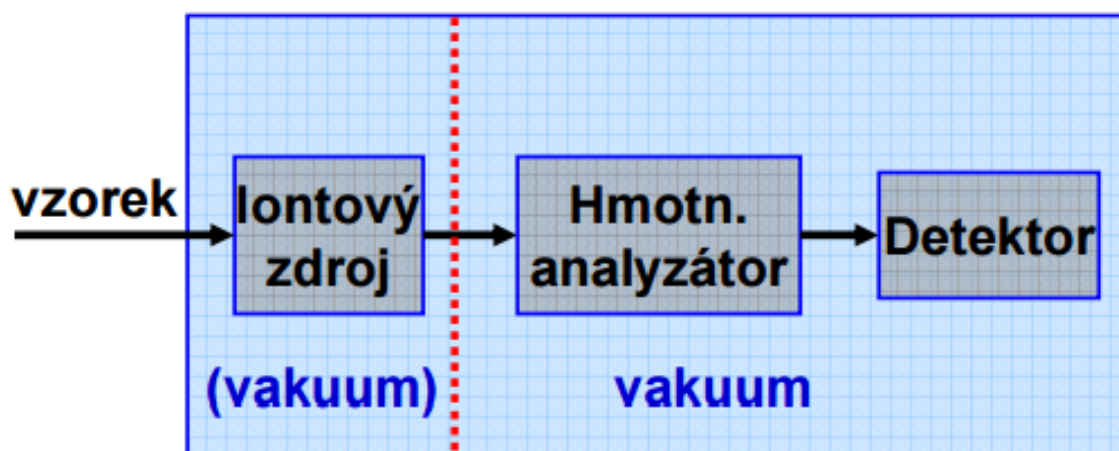 vzorek
Iontový
zdroj
Hmotn.
analyzátor
Detektor
(vakuum)
vakuum